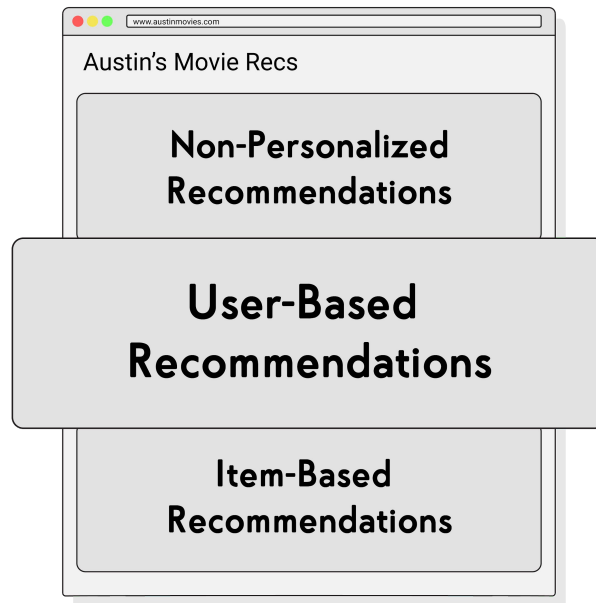 www.austinmovies.com
Austin's Movie Recs
Non-Personalized
Recommendations
User-Based
Recommendations
Item-Based
Recommendations